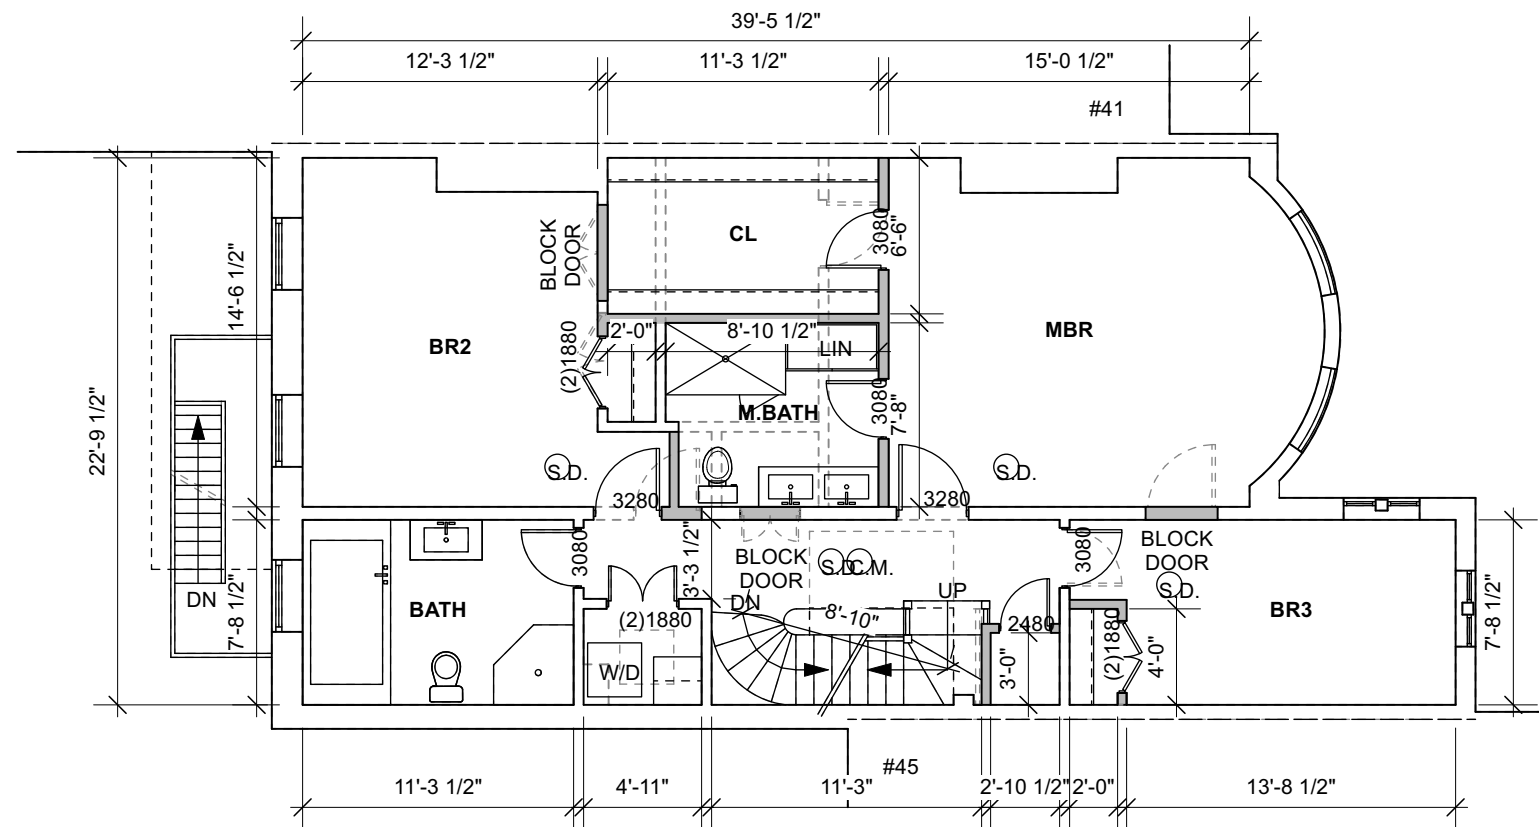 39'-5 1/2"
12'-3 1/2"
11'-3 1/2"
15'-0 1/2"
#41
BLOCK
DOOR
CL
3080
6'-6"
14'-6 1/2"
22'-9 1/2"
BR2
(2)1880
2'-0"
8'-10 1/2"
LIN
MBR
M.BATH
3080
7'-8"
S.D.
3280
3280
S.D.
DN
7'-8 1/2"
BATH
3080
3'-3 1/2"
(2)1880
W/D
BLOCK
DOOR
S.D.
C.M.
DN
8'-10"
UP
2480
3'-0"
3080
BLOCK
DOOR
S.D.
(2)1880
4'-0"
BR3
7'-8 1/2"
#45
11'-3 1/2"
4'-11"
11'-3"
2'-10 1/2"
2'-0"
13'-8 1/2"